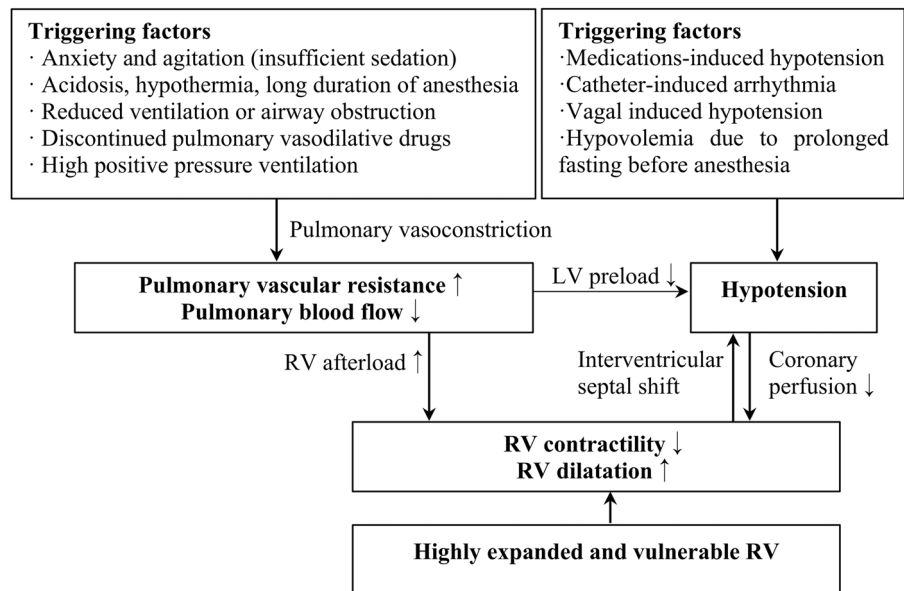 Triggering factors
· Anxiety and agitation (insufficient sedation)
· Acidosis, hypothermia, long duration of anesthesia
· Reduced ventilation or airway obstruction
· Discontinued pulmonary vasodilative drugs
· High positive pressure ventilation
Triggering factors
·Medications-induced hypotension
·Catheter-induced arrhythmia
·Vagal induced hypotension
·Hypovolemia due to prolonged
fasting before anesthesia
Pulmonary vasoconstriction
Pulmonary vascular resistance ↑
Pulmonary blood flow ↓
LV preload ↓
Hypotension
RV afterload ↑
Interventricular
septal shift
Coronary
perfusion ↓
RV contractility ↓
RV dilatation ↑
Highly expanded and vulnerable RV